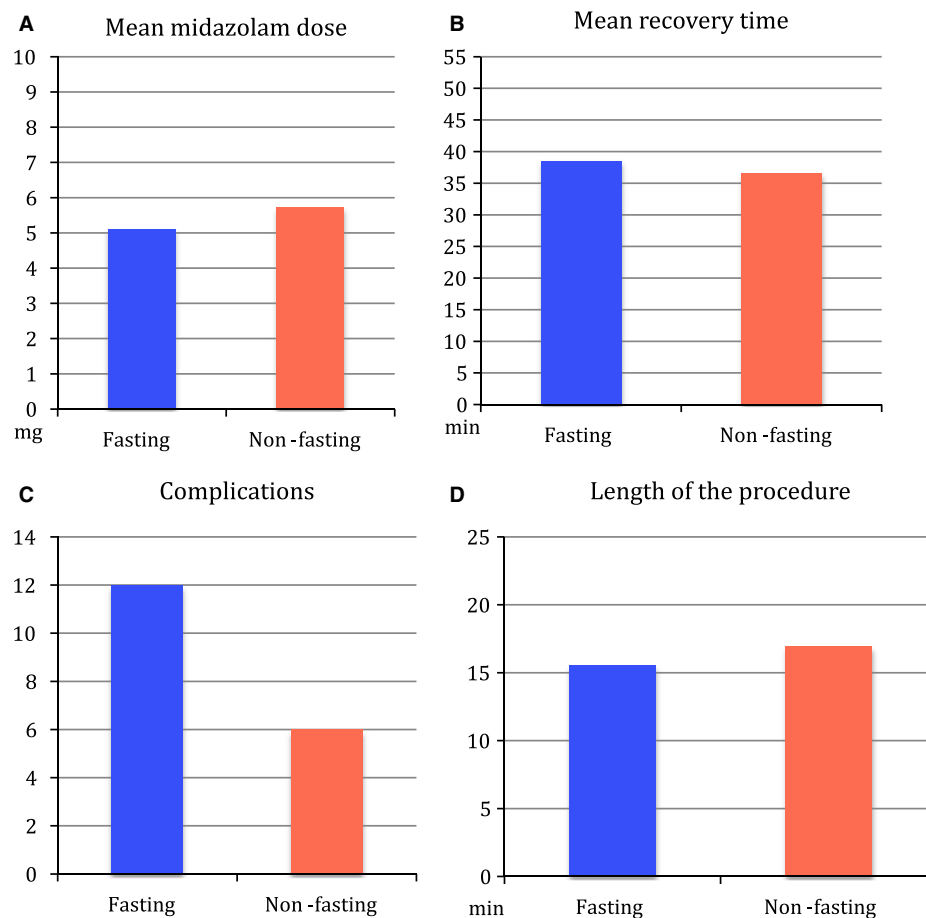 A
Mean midazolam dose
10
9
8
7
6
5
4
3
2
1
0
mg
Fasting
Non -fasting
B
Mean recovery time
55
50
45
40
35
30
25
20
15
10
5
0
min
Fasting
Non -fasting
C
Complications
14
12
10
8
6
4
2
0
Fasting
Non -fasting
D
Length of the procedure
25
20
15
10
5
0
min
Fasting
Non -fasting